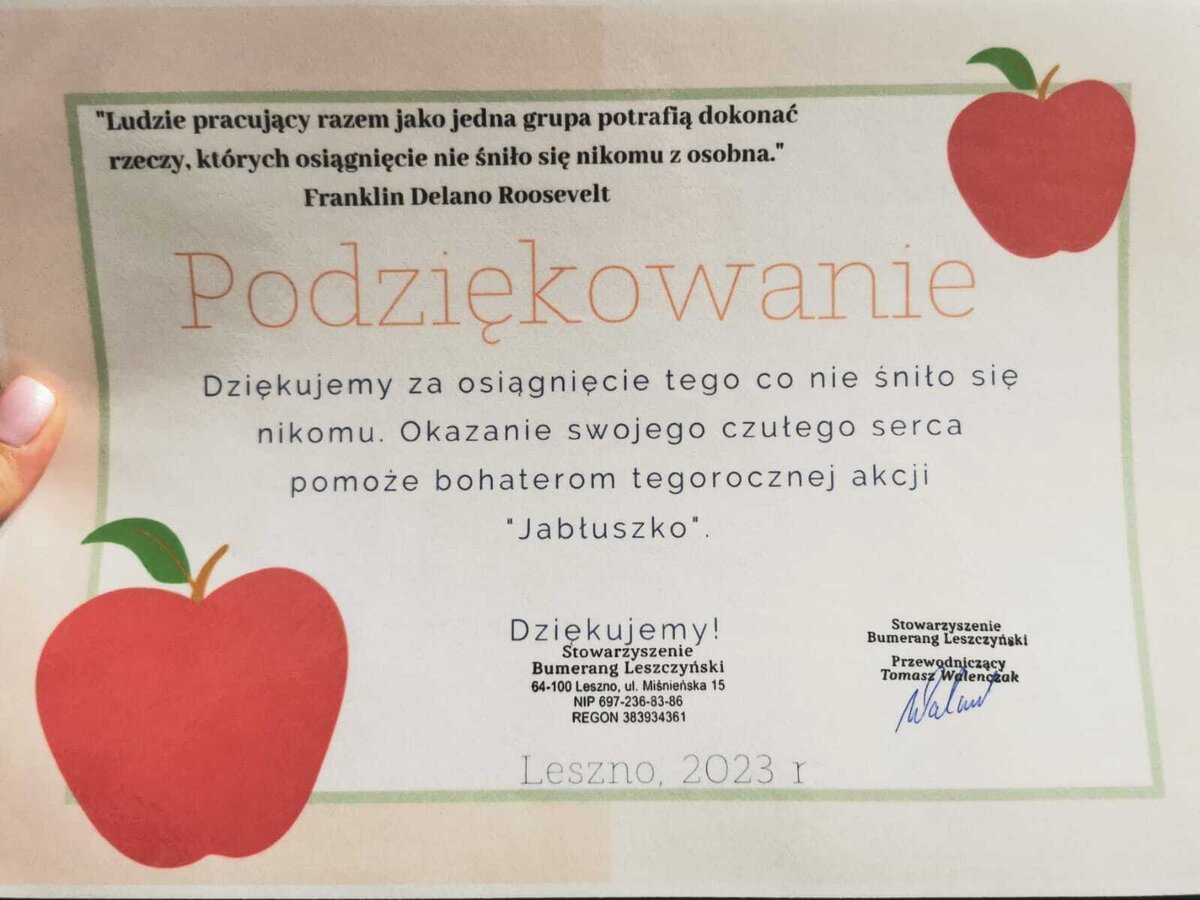 "Ludzie pracujący razem jako jedna grupa potrafią dokonać
rzeczy, których osiągnięcie nie śniło się nikomu z osobna."
Franklin Delano Roosevelt
Podziękowanie
Dziękujemy za osiągnięcie tego co nie śniło się
nikomu. Okazanie swojego czułego serca
pomoże bohaterom tegorocznej akcji
"Jabłuszko".
Dziękujemy!
Stowarzyszenie
Bumerang Leszczyński
64-100 Leszno, ul. Miśnieńska 15
NIP 697-236-83-86
REGON 383934361
Stowarzyszenie
Bumerang Leszczyński
Przewodniczący
Tomasz Walenczak
Leszno, 2023 r